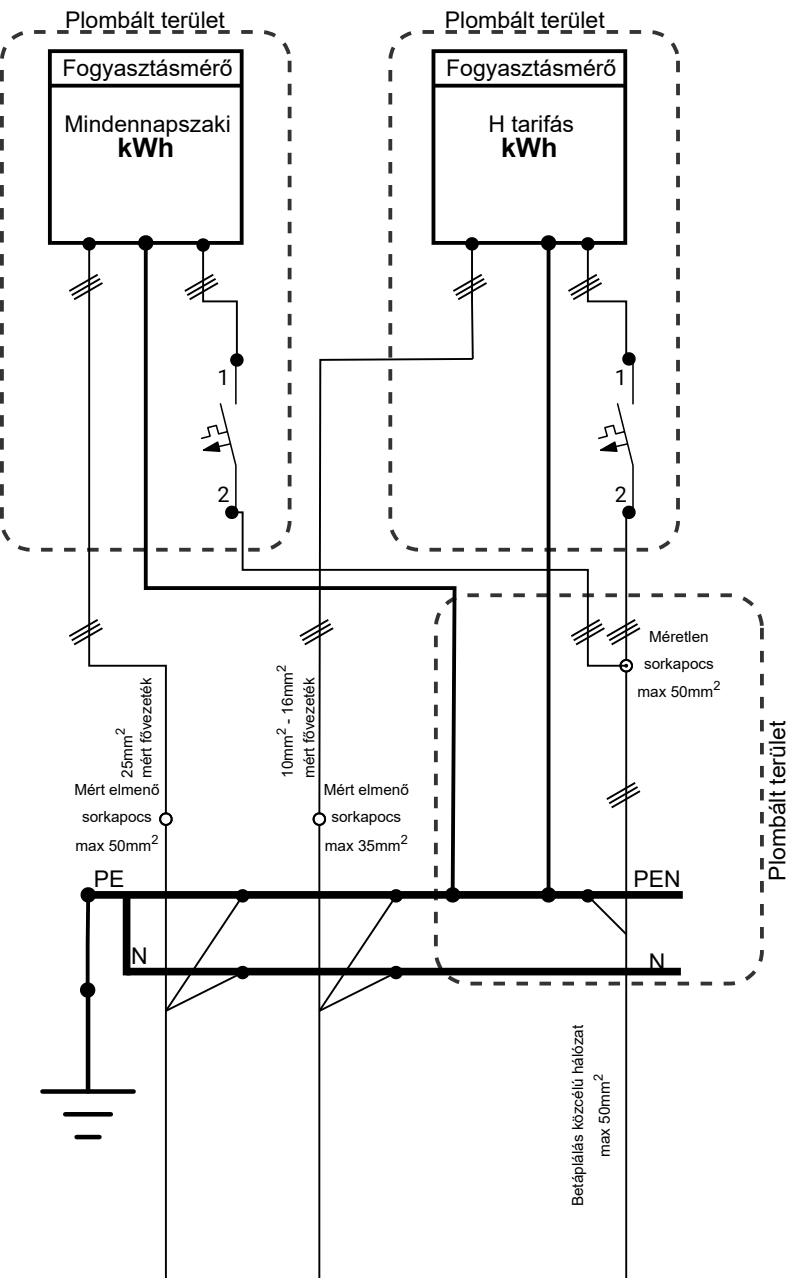 Plombált terület
Plombált terület
Fogyasztásmérő
Mindennapszaki
kWh
Fogyasztásmérő
H tarifás
kWh
1
2
1
2
Méretlen
sorkapocs
max 50mm²
Plombált terület
25mm²
mért fővezeték
10mm² - 16mm²
mért fővezeték
Mért elmenő
sorkapocs
max 50mm²
Mért elmenő
sorkapocs
max 35mm²
PE
PEN
N
N
Betáplálás közcélú hálózat
max 50mm²